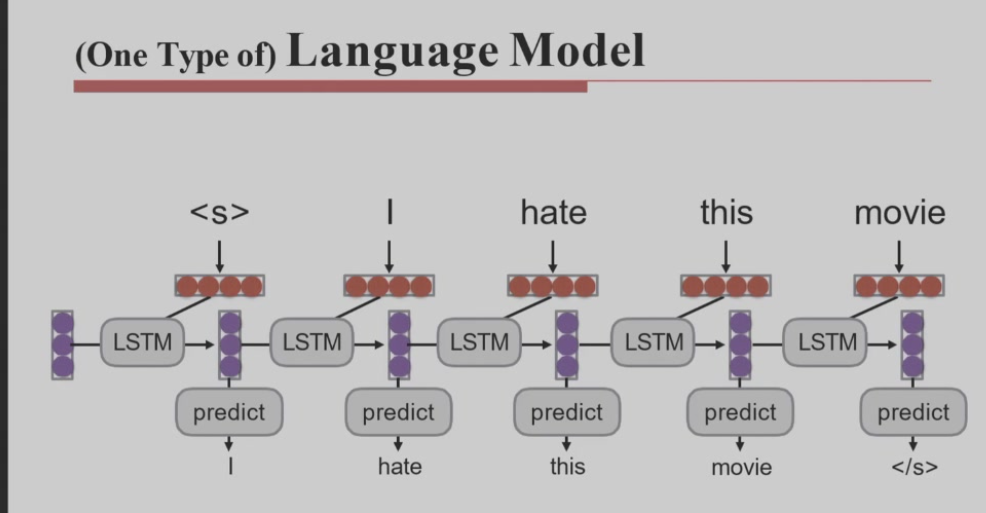 (One Type of) Language Model
<s> I hate this movie
LSTM LSTM LSTM LSTM LSTM
predict predict predict predict predict
I hate this movie </s>